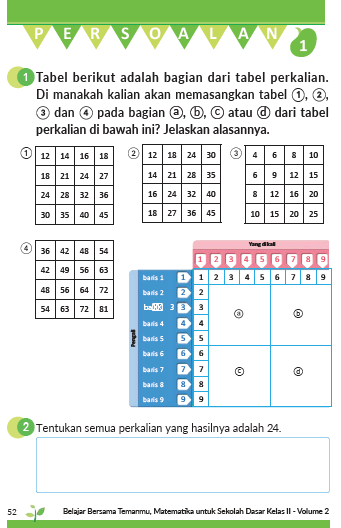 PERSOALAN 1
1 Tabel berikut adalah bagian dari tabel perkalian.
Di manakah kalian akan memasangkan tabel ①, ②,
③ dan ④ pada bagian ⓐ, ⓑ, ⓒ atau ⓓ dari tabel
perkalian di bawah ini? Jelaskan alasannya.
①
12 14 16 18
18 21 24 27
24 28 32 36
30 35 40 45
②
12 18 24 30
14 21 28 35
16 24 32 40
18 27 36 45
③
4 6 8 10
6 9 12 15
8 12 16 20
10 15 20 25
④
36 42 48 54
42 49 56 63
48 56 64 72
54 63 72 81
Yang dikali
1 2 3 4 5 6 7 8 9
Pengali
baris 1 1 1 2 3 4 5 6 7 8 9
baris 2 2 2
3 3 3
baris 4 4 4
baris 5 5 5
baris 6 6 6
baris 7 7 7
baris 8 8 8
baris 9 9 9
ⓐ ⓑ
ⓒ ⓓ
2 Tentukan semua perkalian yang hasilnya adalah 24.
52 Belajar Bersama Temanmu, Matematika untuk Sekolah Dasar Kelas II - Volume 2